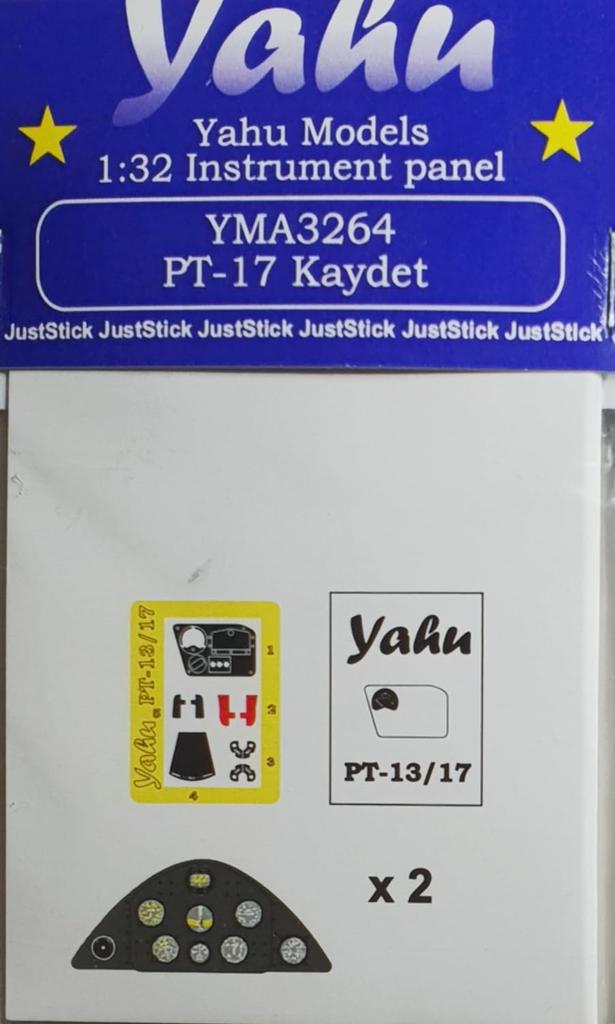 Yahu
Yahu Models
1:32 Instrument panel
YMA3264
PT-17 Kaydet
JustStick JustStick JustStick JustStick JustStick JustStick
Yahu PT-13/17
1
2
3
4
Yahu
PT-13/17
x 2